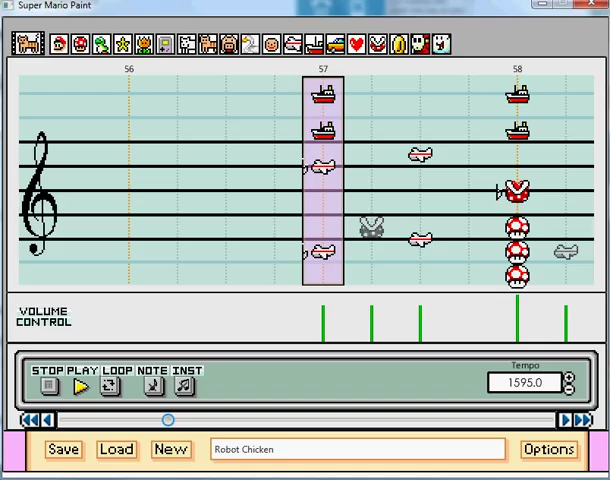 Super Mario Paint
56 57 58
VOLUME
CONTROL
STOP PLAY LOOP NOTE INST
Tempo
1595.0
Save Load New Robot Chicken Options